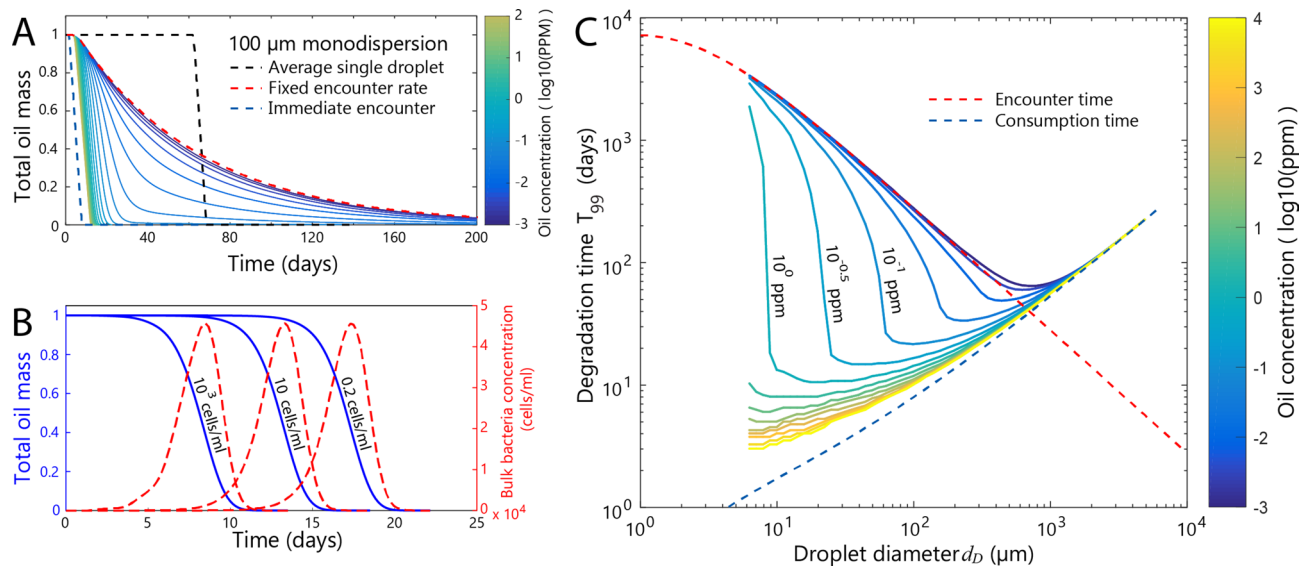 A
100 µm monodispersion
Average single droplet
Fixed encounter rate
Immediate encounter
Total oil mass
1
0.8
0.6
0.4
0.2
0
0 40 80 120 160 200
Time (days)
2
1
0
-1
-2
-3
Oil concentration ( log10(PPM))
B
Total oil mass
1
0.8
0.6
0.4
0.2
0
10³ cells/ml
10 cells/ml
0.2 cells/ml
0 5 10 15 20 25
Time (days)
5
4
3
2
1
0
x 10⁴
Bulk bacteria concentration
(cells/ml)
C
Encounter time
Consumption time
Degradation time T₉₉ (days)
10⁴
10³
10²
10¹
10⁰
10⁰ ppm
10⁻⁰·⁵ ppm
10⁻¹ ppm
10⁰ 10¹ 10² 10³ 10⁴
Droplet diameter d_D (µm)
4
3
2
1
0
-1
-2
-3
Oil concentration ( log10(ppm)